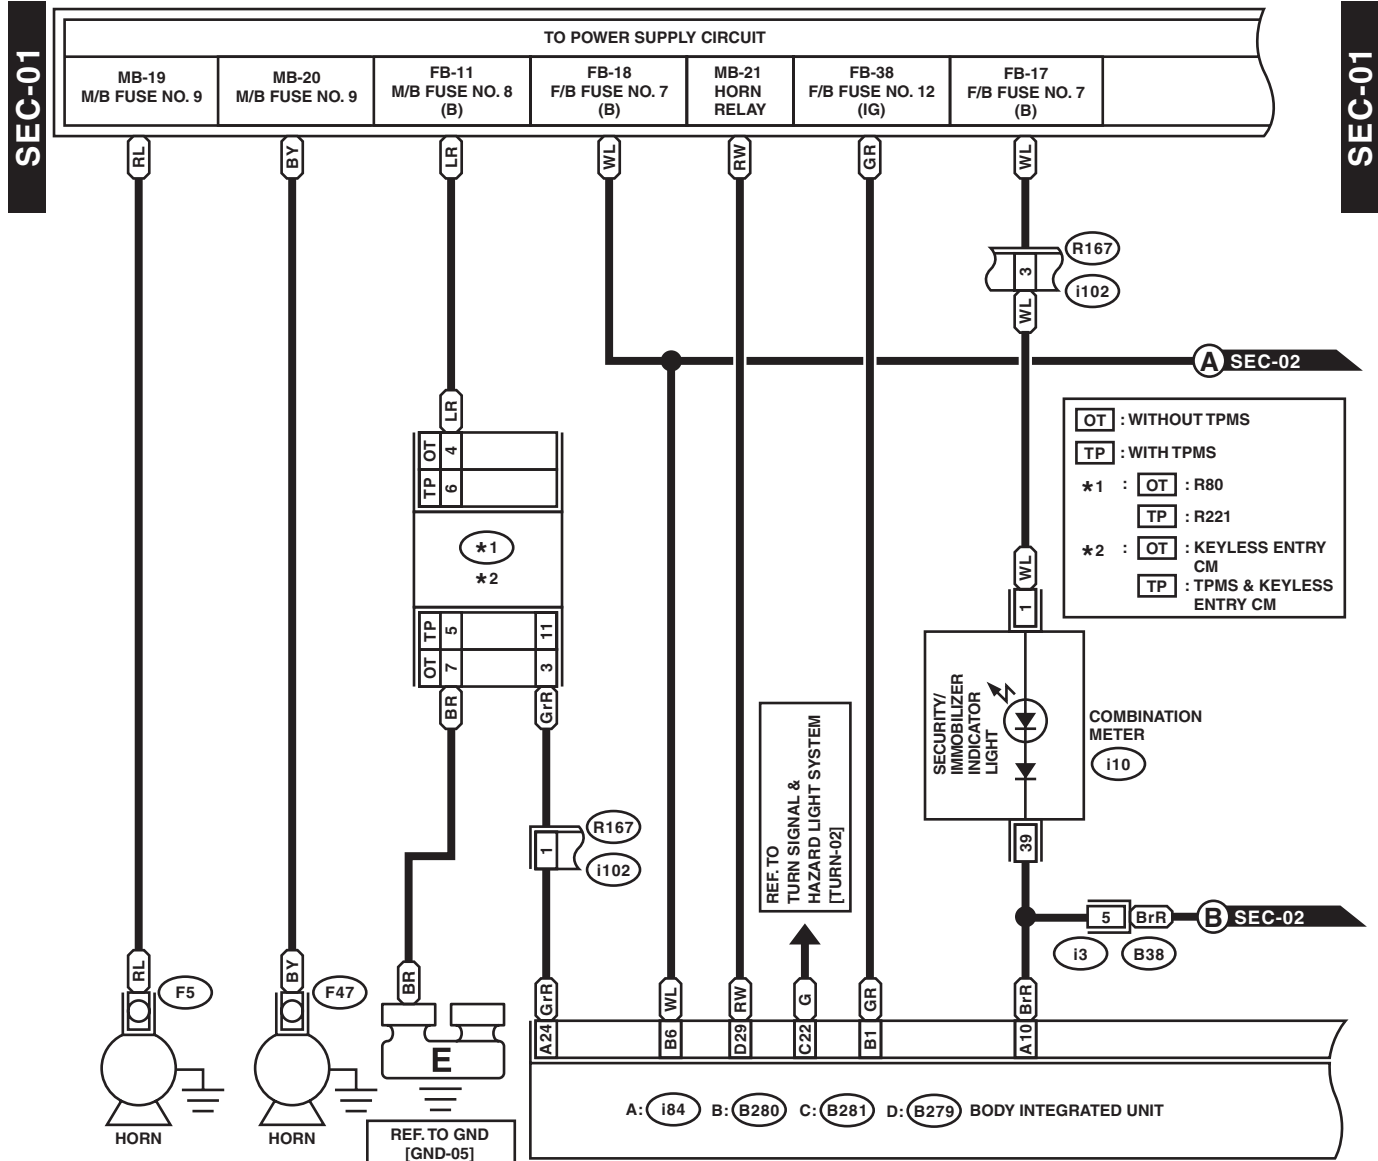 SEC-01
SEC-01
TO POWER SUPPLY CIRCUIT
MB-19
M/B FUSE NO. 9
MB-20
M/B FUSE NO. 9
FB-11
M/B FUSE NO. 8
(B)
FB-18
F/B FUSE NO. 7
(B)
MB-21
HORN
RELAY
FB-38
F/B FUSE NO. 12
(IG)
FB-17
F/B FUSE NO. 7
(B)
RL
BY
LR
WL
RW
GR
WL
R167
3
i102
WL
A SEC-02
LR
OT 4
TP 6
*1
*2
TP 5 11
OT 7 3
BR
GrR
OT : WITHOUT TPMS
TP : WITH TPMS
*1 : OT : R80
TP : R221
*2 : OT : KEYLESS ENTRY
CM
TP : TPMS & KEYLESS
ENTRY CM
WL
1
SECURITY/
IMMOBILIZER
INDICATOR
LIGHT
COMBINATION
METER
i10
39
REF. TO
TURN SIGNAL &
HAZARD LIGHT SYSTEM
[TURN-02]
R167
1
i102
5 BrR B SEC-02
i3 B38
RL
F5
BY
F47
BR
GrR
WL
RW
G
GR
BrR
A24
B6
D29
C22
B1
A10
E
HORN
HORN
REF. TO GND
[GND-05]
A: i84 B: B280 C: B281 D: B279 BODY INTEGRATED UNIT